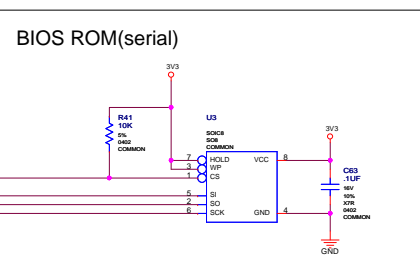 BIOS ROM(serial)
3V3
R41
10K
5%
0402
COMMON
U3
SOIC8
SO8
COMMON
7 HOLD VCC 8
3 WP
1 CS
5 SI
2 SO
6 SCK GND 4
3V3
C63
.1UF
16V
10%
X7R
0402
COMMON
GND